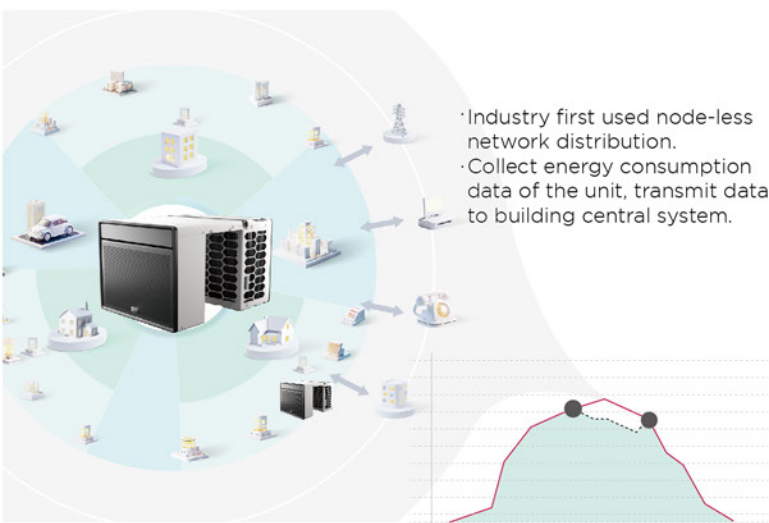 ·Industry first used node-less
network distribution.
·Collect energy consumption
data of the unit, transmit data
to building central system.